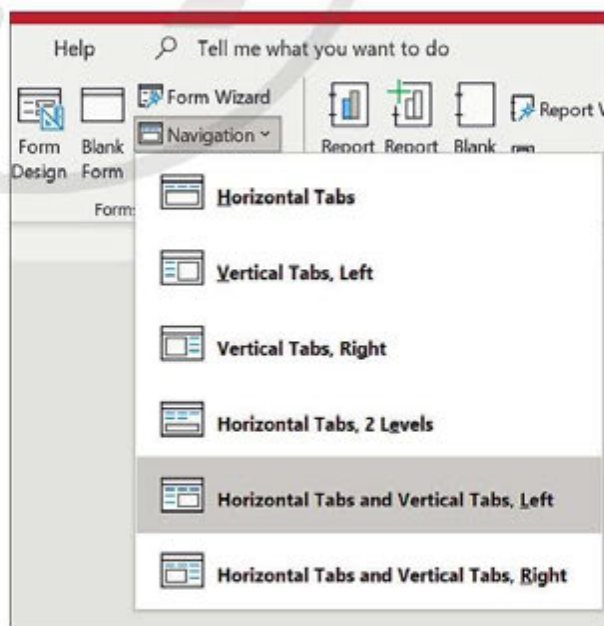 Help Tell me what you want to do
Form Wizard
Navigation
Report
Form Blank
Design Form
Report Report Blank
Form
Horizontal Tabs
Vertical Tabs, Left
Vertical Tabs, Right
Horizontal Tabs, 2 Levels
Horizontal Tabs and Vertical Tabs, Left
Horizontal Tabs and Vertical Tabs, Right